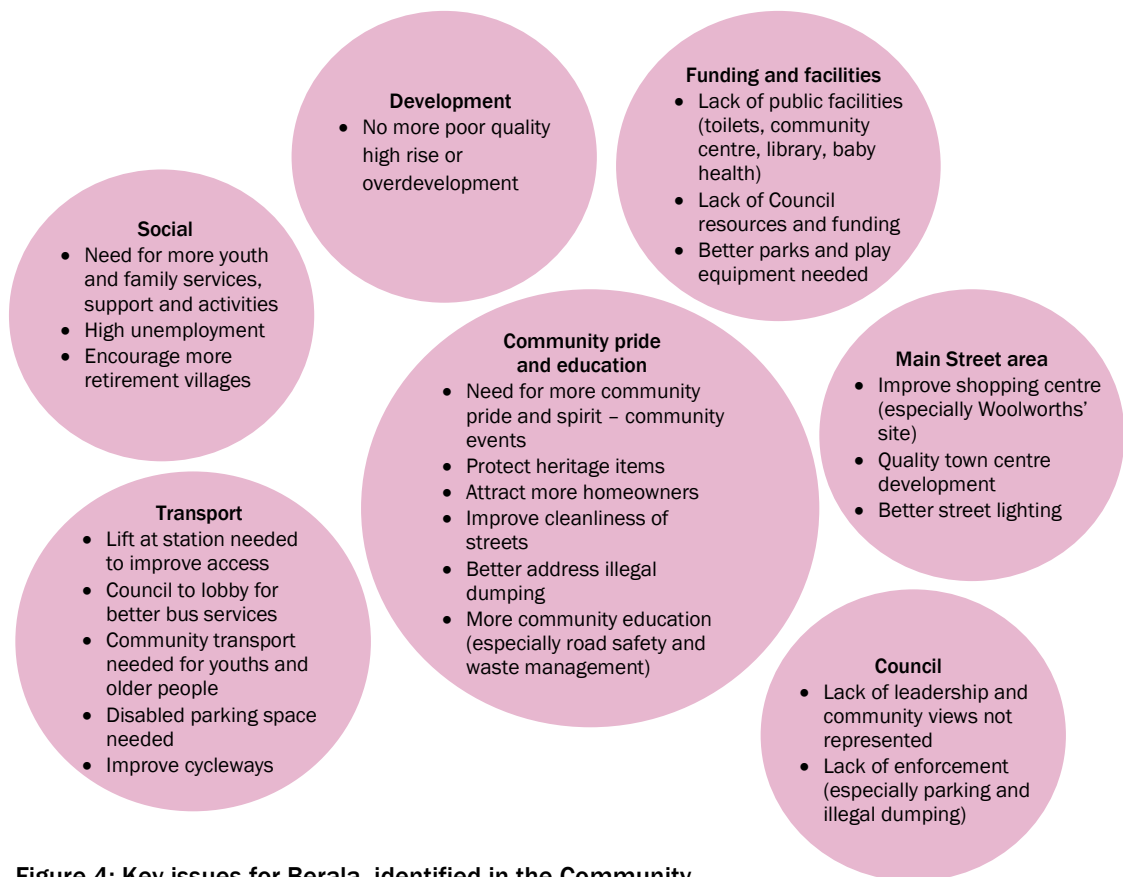 Development
• No more poor quality
high rise or
overdevelopment
Funding and facilities
• Lack of public facilities
(toilets, community
centre, library, baby
health)
• Lack of Council
resources and funding
• Better parks and play
equipment needed
Social
• Need for more youth
and family services,
support and activities
• High unemployment
• Encourage more
retirement villages
Community pride
and education
• Need for more community
pride and spirit – community
events
• Protect heritage items
• Attract more homeowners
• Improve cleanliness of
streets
• Better address illegal
dumping
• More community education
(especially road safety and
waste management)
Main Street area
• Improve shopping centre
(especially Woolworths’
site)
• Quality town centre
development
• Better street lighting
Transport
• Lift at station needed
to improve access
• Council to lobby for
better bus services
• Community transport
needed for youths and
older people
• Disabled parking space
needed
• Improve cycleways
Council
• Lack of leadership and
community views not
represented
• Lack of enforcement
(especially parking and
illegal dumping)
Figure 4: Key issues for Berala, identified in the Community